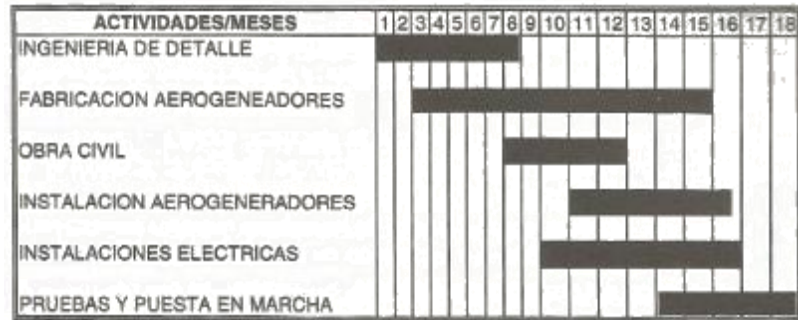 ACTIVIDADES/MESES 1 2 3 4 5 6 7 8 9 10 11 12 13 14 15 16 17 18
INGENIERIA DE DETALLE
FABRICACION AEROGENEADORES
OBRA CIVIL
INSTALACION AEROGENERADORES
INSTALACIONES ELECTRICAS
PRUEBAS Y PUESTA EN MARCHA